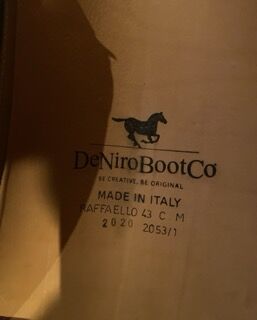 DeNiroBootCo
BE CREATIVE, BE ORIGINAL
MADE IN ITALY
RAFFAELLO 43 C M
2020 2053/1